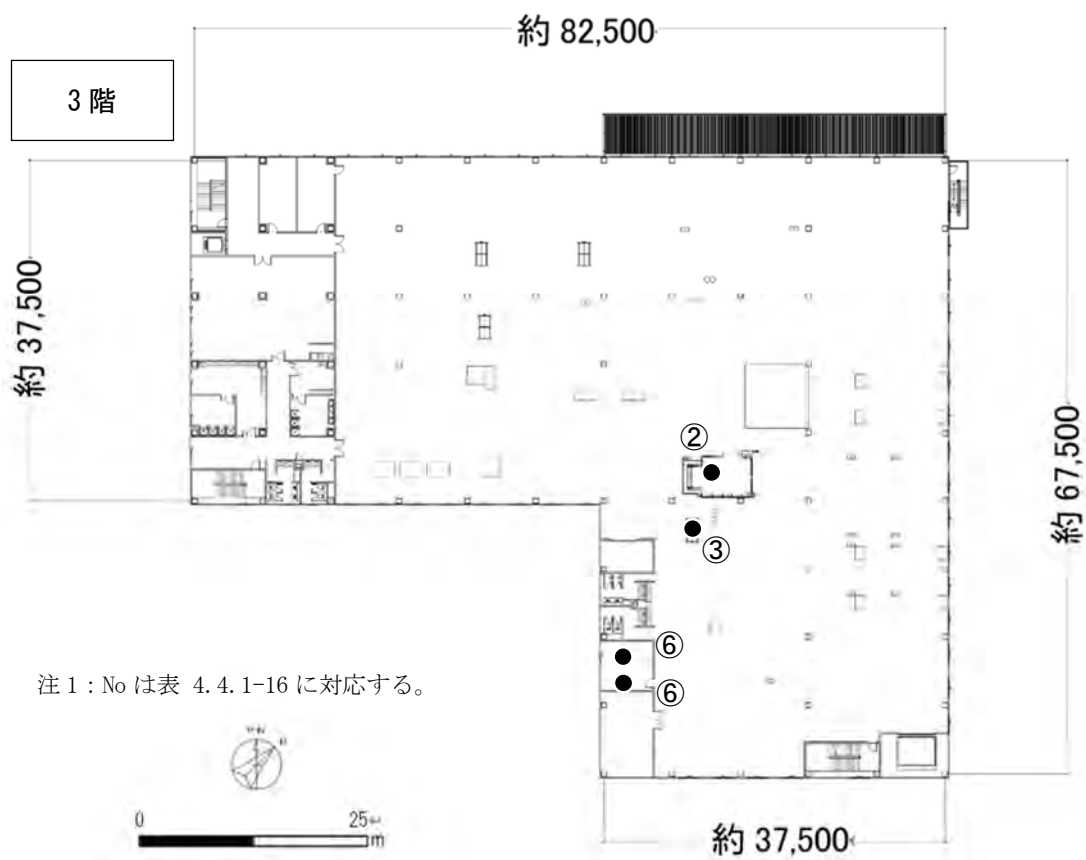 約 82,500
3 階
約 37,500
②
③
約 67,500
⑥
⑥
注 1：No は表 4.4.1-16 に対応する。
0 25
m
約 37,500